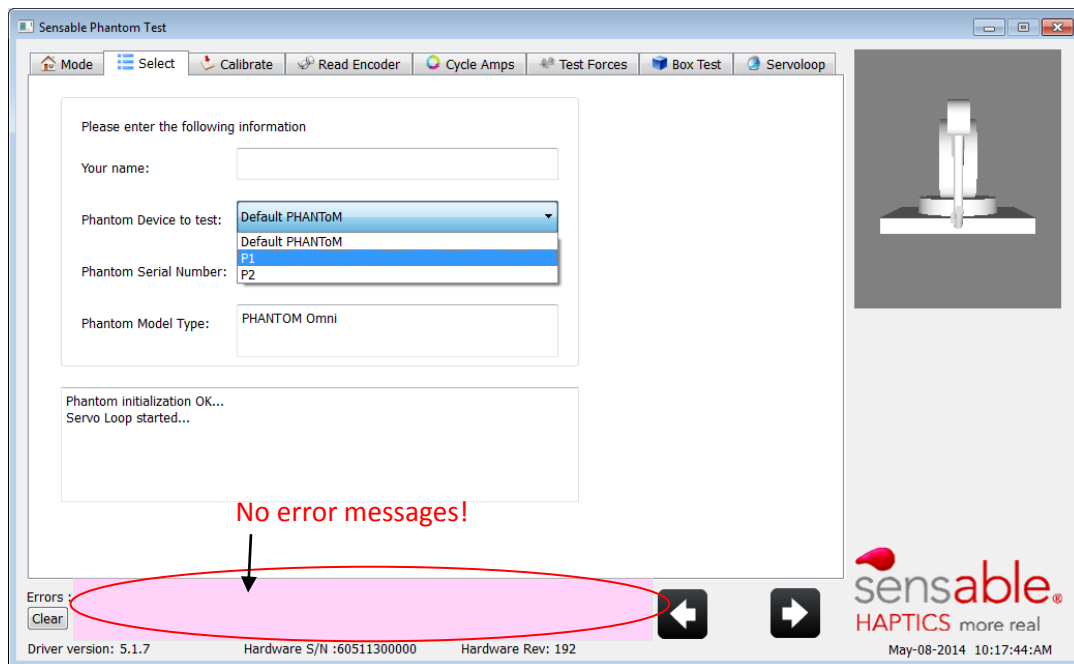 Sensable Phantom Test
Mode Select Calibrate Read Encoder Cycle Amps Test Forces Box Test Servoloop
Please enter the following information
Your name:
Phantom Device to test: Default PHANToM
Default PHANToM
P1
Phantom Serial Number:
P2
Phantom Model Type: PHANTOM Omni
Phantom initialization OK...
Servo Loop started...
No error messages!
Errors :
Clear
sensable®
HAPTICS more real
Driver version: 5.1.7 Hardware S/N :60511300000 Hardware Rev: 192 May-08-2014 10:17:44:AM